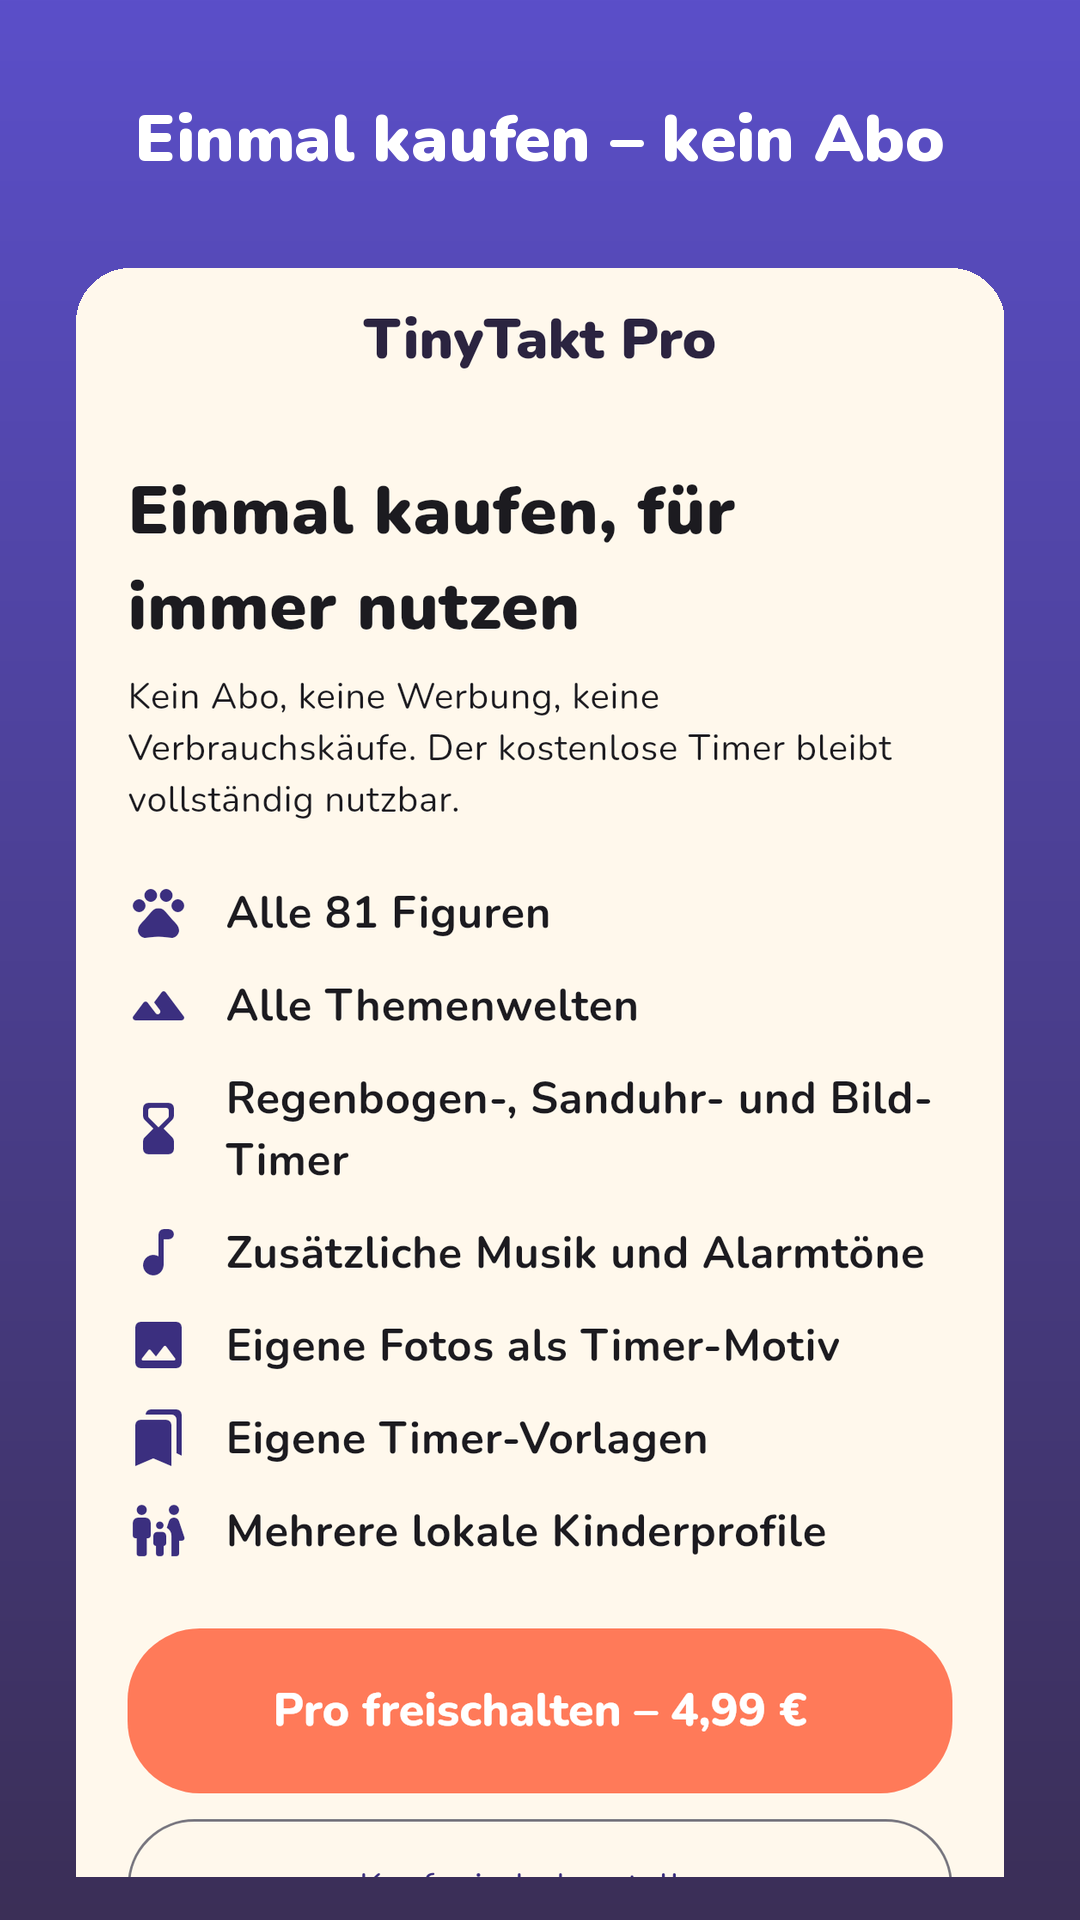 Einmal kaufen – kein Abo
TinyTakt Pro
Einmal kaufen, für
immer nutzen
Kein Abo, keine Werbung, keine
Verbrauchskäufe. Der kostenlose Timer bleibt
vollständig nutzbar.
Alle 81 Figuren
Alle Themenwelten
Regenbogen-, Sanduhr- und Bild-
Timer
Zusätzliche Musik und Alarmtöne
Eigene Fotos als Timer-Motiv
Eigene Timer-Vorlagen
Mehrere lokale Kinderprofile
Pro freischalten – 4,99 €